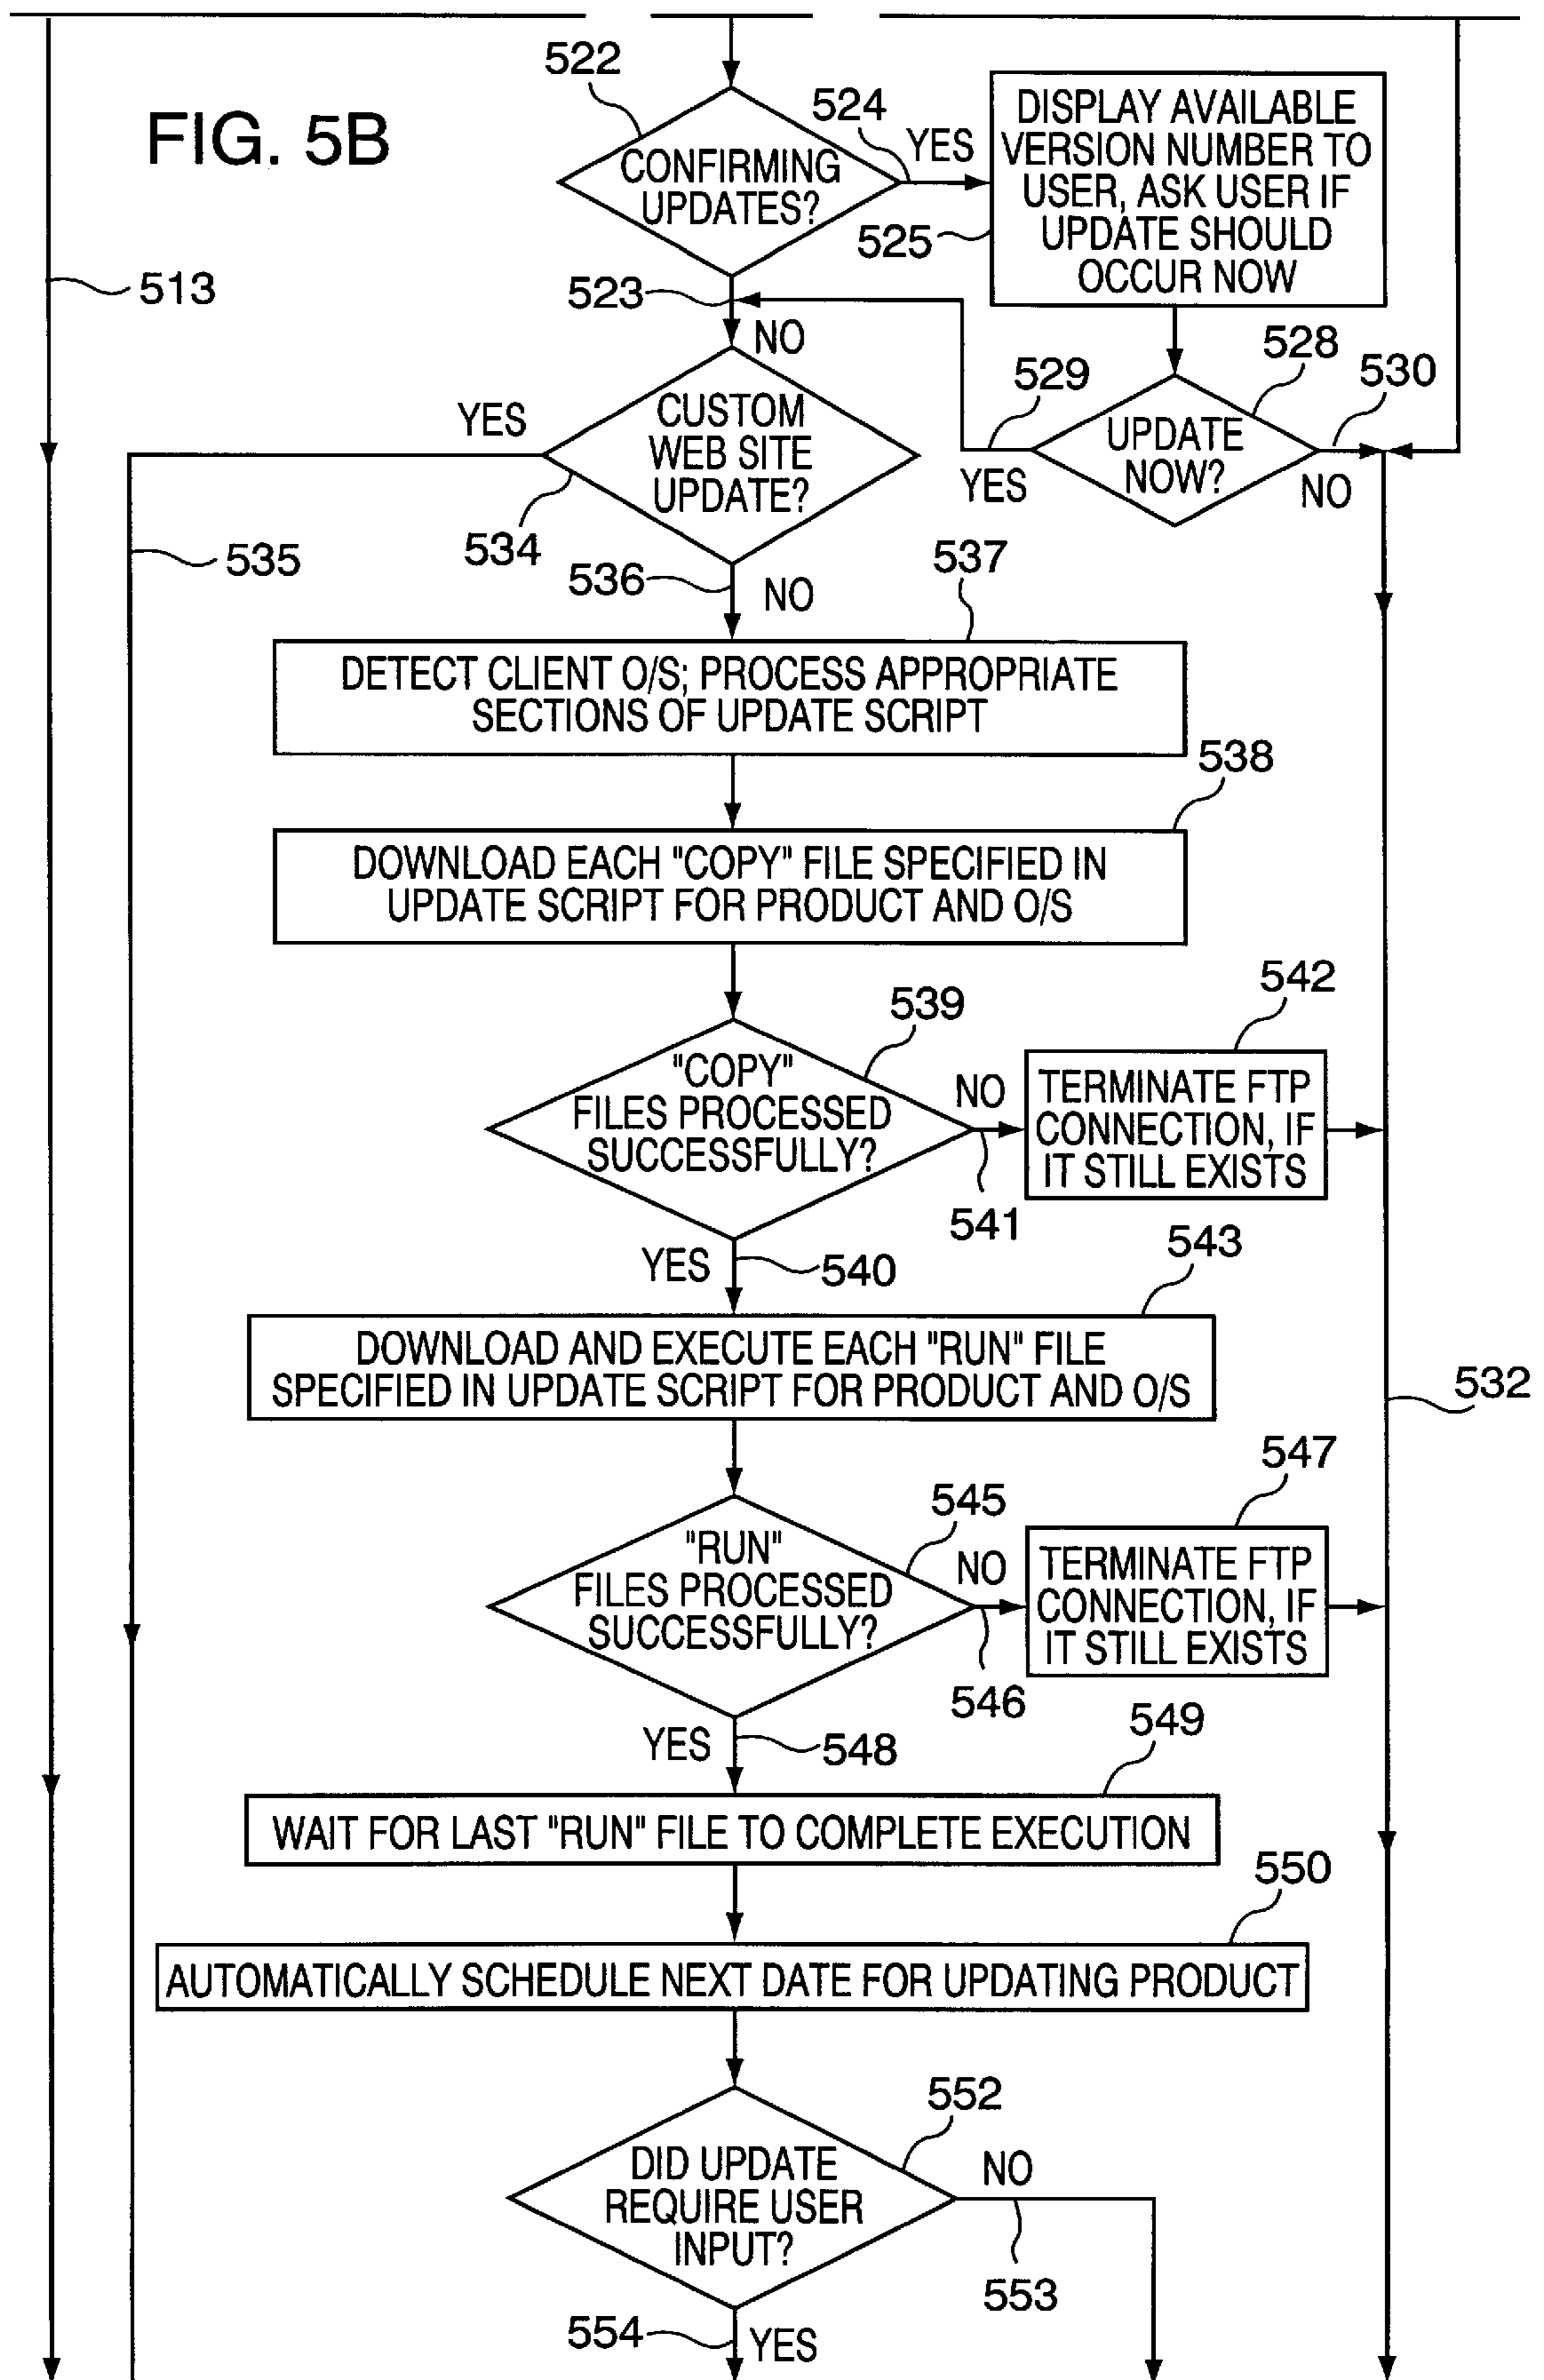 FIG. 5B
522
524
CONFIRMING
UPDATES?
YES
DISPLAY AVAILABLE
VERSION NUMBER TO
USER, ASK USER IF
UPDATE SHOULD
OCCUR NOW
525
513
523
NO
528
529
530
YES
CUSTOM
WEB SITE
UPDATE?
UPDATE
NOW?
YES
NO
534
535
536
NO
537
DETECT CLIENT O/S; PROCESS APPROPRIATE
SECTIONS OF UPDATE SCRIPT
538
DOWNLOAD EACH "COPY" FILE SPECIFIED IN
UPDATE SCRIPT FOR PRODUCT AND O/S
539
542
"COPY"
FILES PROCESSED
SUCCESSFULLY?
NO
TERMINATE FTP
CONNECTION, IF
IT STILL EXISTS
541
YES
540
543
DOWNLOAD AND EXECUTE EACH "RUN" FILE
SPECIFIED IN UPDATE SCRIPT FOR PRODUCT AND O/S
532
545
547
"RUN"
FILES PROCESSED
SUCCESSFULLY?
NO
TERMINATE FTP
CONNECTION, IF
IT STILL EXISTS
546
YES
548
549
WAIT FOR LAST "RUN" FILE TO COMPLETE EXECUTION
550
AUTOMATICALLY SCHEDULE NEXT DATE FOR UPDATING PRODUCT
552
DID UPDATE
REQUIRE USER
INPUT?
NO
553
554
YES